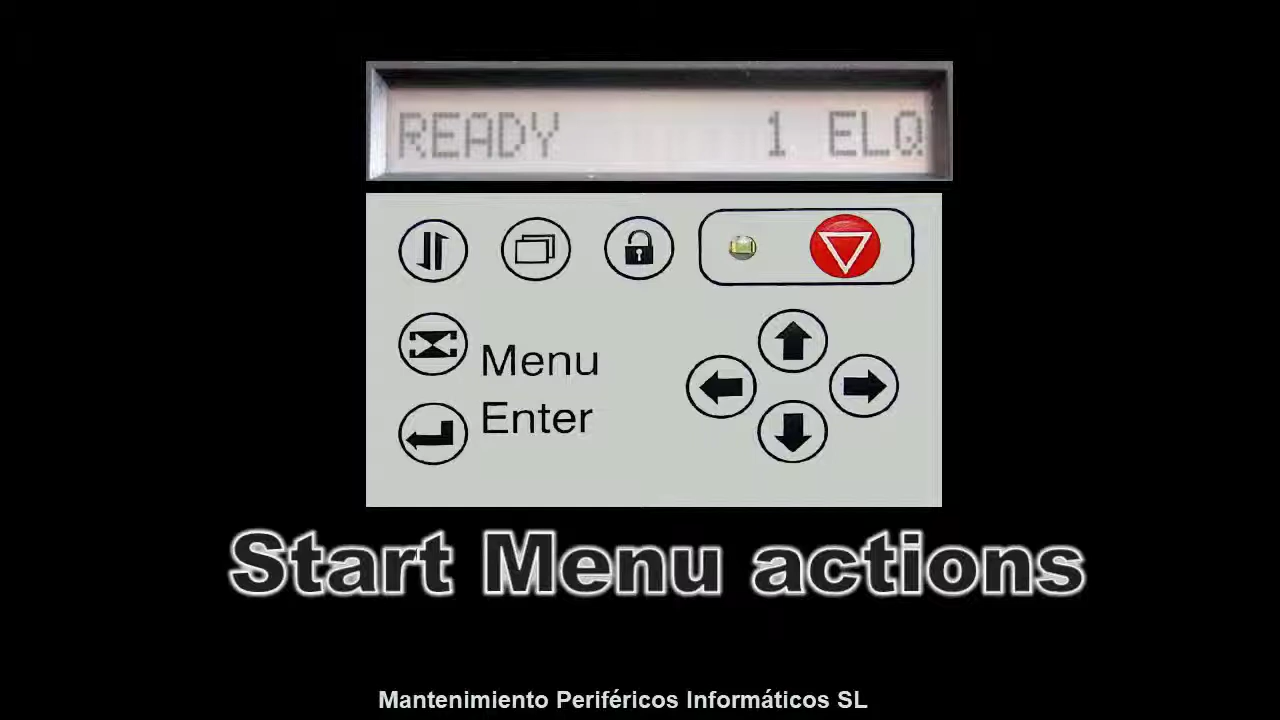 READY 1 ELQ
Menu
Enter
Start Menu actions
Mantenimiento Periféricos Informáticos SL